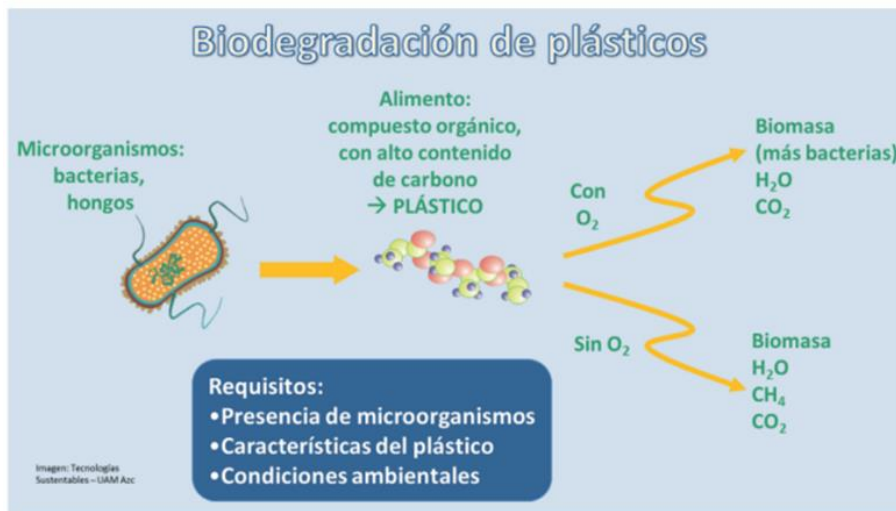 Biodegradación de plásticos
Microorganismos:
bacterias,
hongos
Alimento:
compuesto orgánico,
con alto contenido
de carbono
→ PLÁSTICO
Con
O₂
Biomasa
(más bacterias)
H₂O
CO₂
Sin O₂
Biomasa
H₂O
CH₄
CO₂
Requisitos:
•Presencia de microorganismos
•Características del plástico
•Condiciones ambientales
Imagen: Tecnologías
Sustentables – UAM Azc